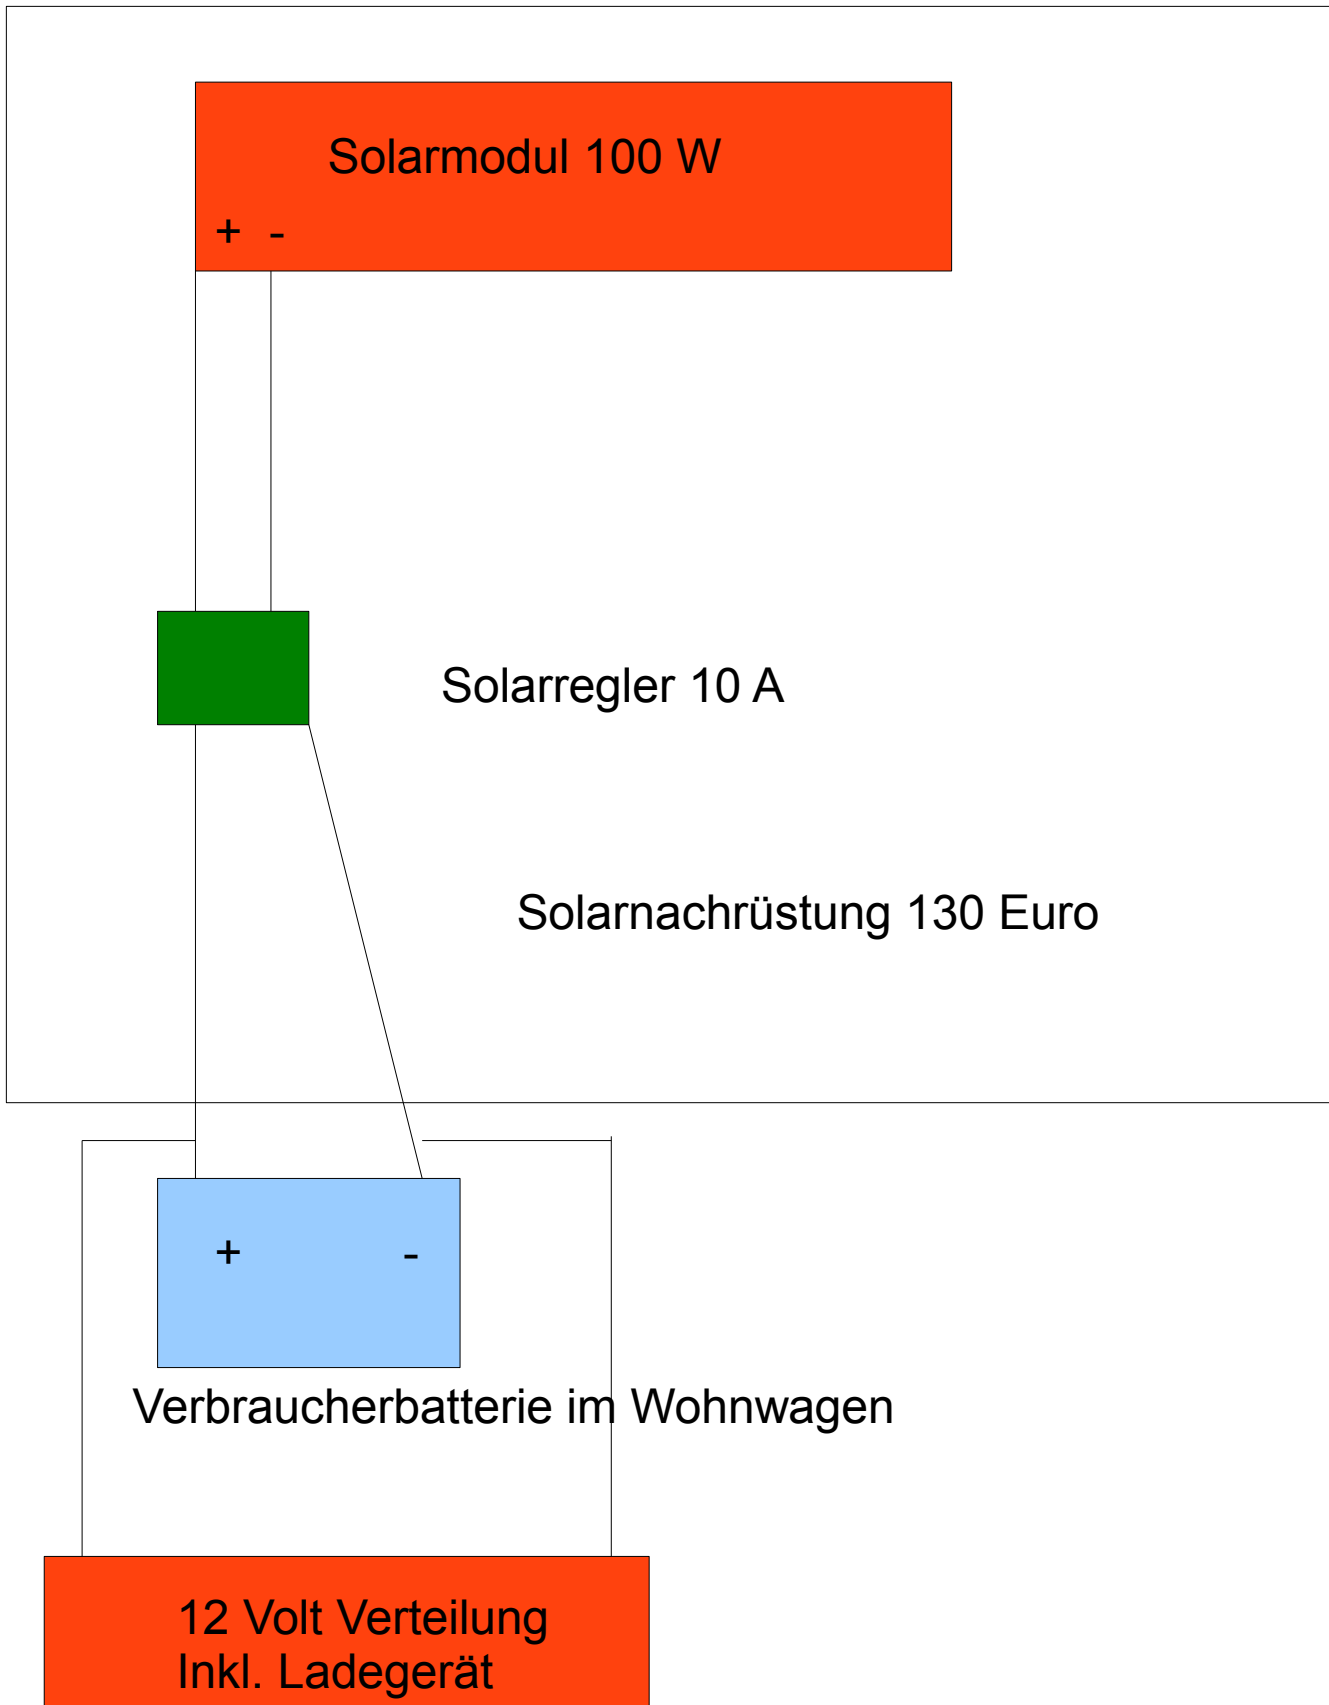 Solarmodul 100 W
+ -
Solarregler 10 A
Solarnachrüstung 130 Euro
+ -
Verbraucherbatterie im Wohnwagen
12 Volt Verteilung
Inkl. Ladegerät